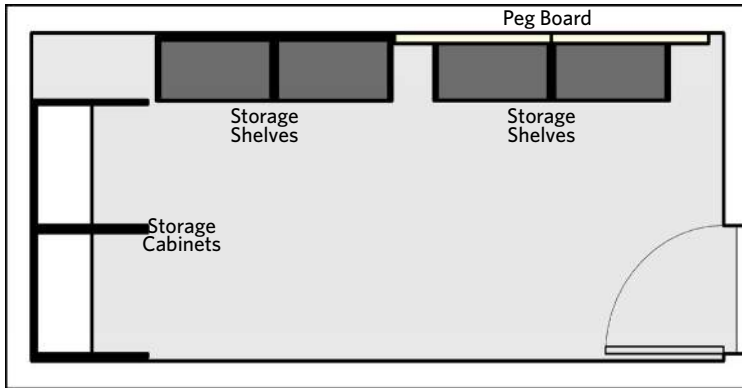 Peg Board
Storage
Shelves
Storage
Shelves
Storage
Cabinets